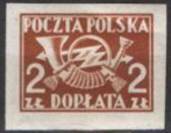 POCZTA POLSKA
2 2
ZŁ ZŁ
DOPŁATA